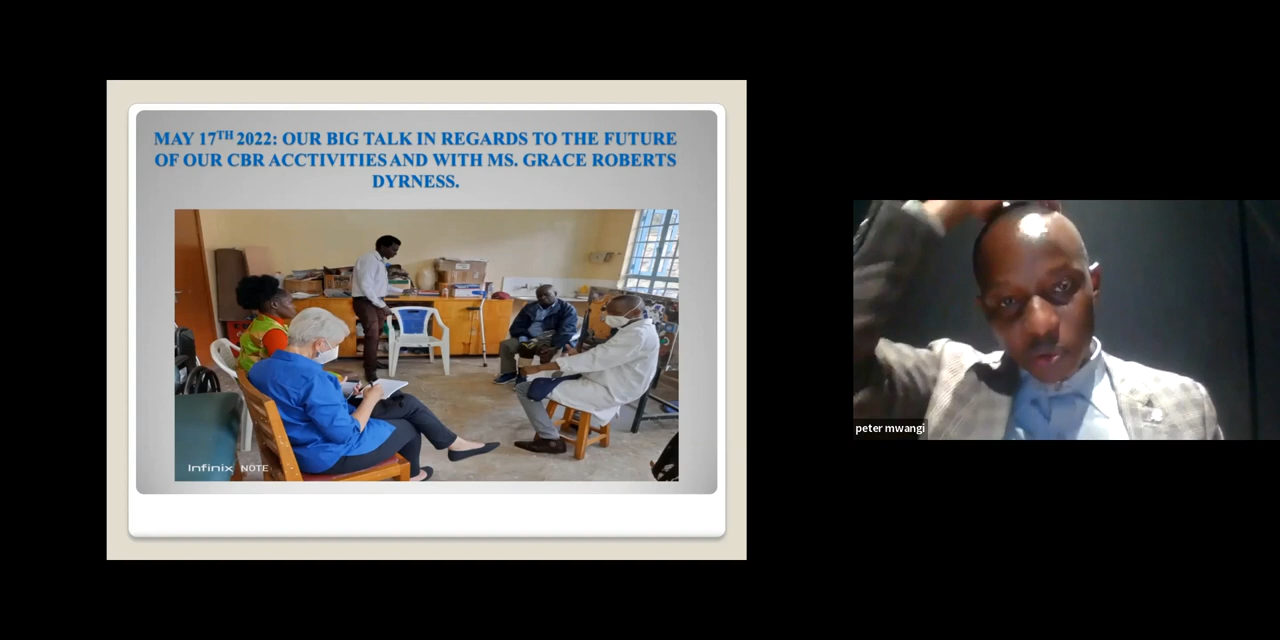 MAY 17TH 2022: OUR BIG TALK IN REGARDS TO THE FUTURE
OF OUR CBR ACCTIVITIES AND WITH MS. GRACE ROBERTS
DYRNESS.
Infinix NOTE
peter mwangi